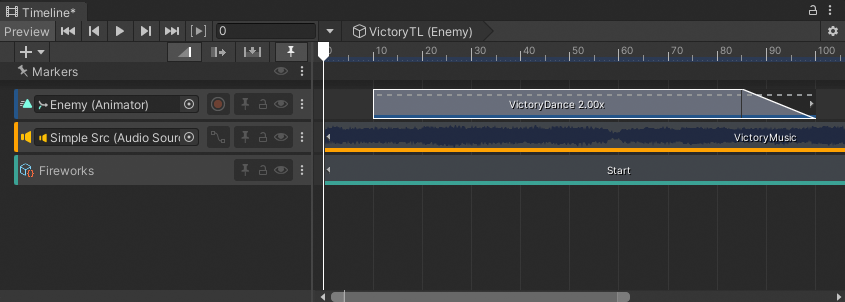 Timeline*
Preview 0 VictoryTL (Enemy)
0 10 20 30 40 50 60 70 80 90 100
Markers
Enemy (Animator) VictoryDance 2.00x
Simple Src (Audio Sour VictoryMusic
Fireworks Start